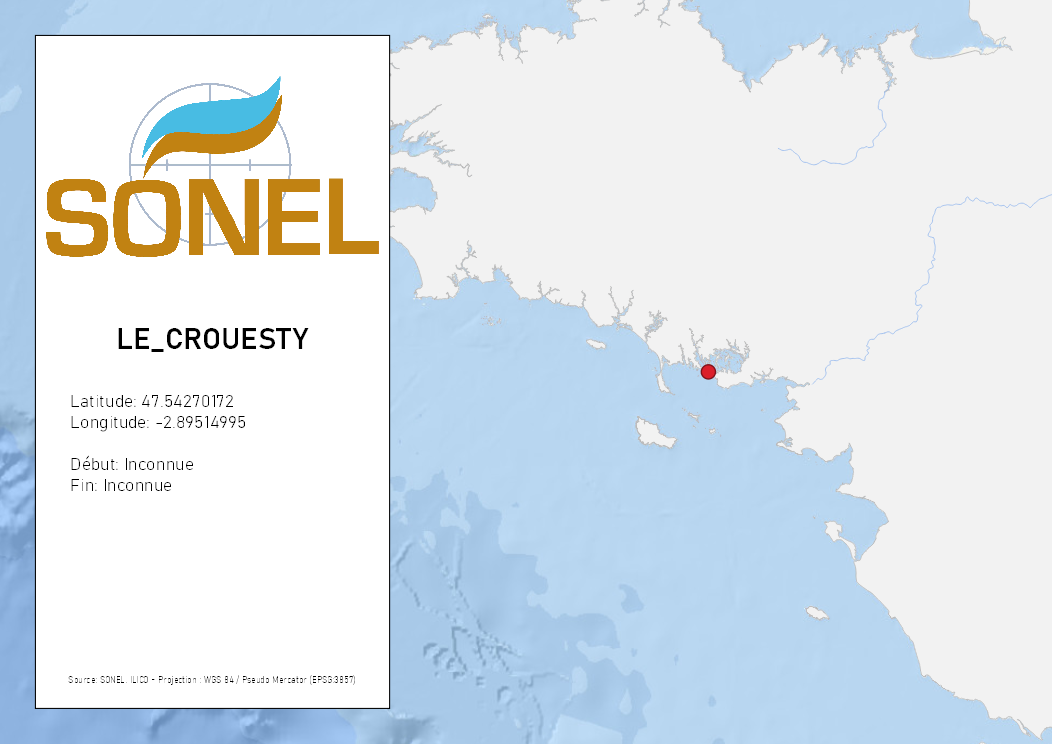 SONEL
LE_CROUESTY
Latitude: 47.54270172
Longitude: -2.89514995
Début: Inconnue
Fin: Inconnue
Source: SONEL, ILICO - Projection : WGS 84 / Pseudo Mercator (EPSG:3857)